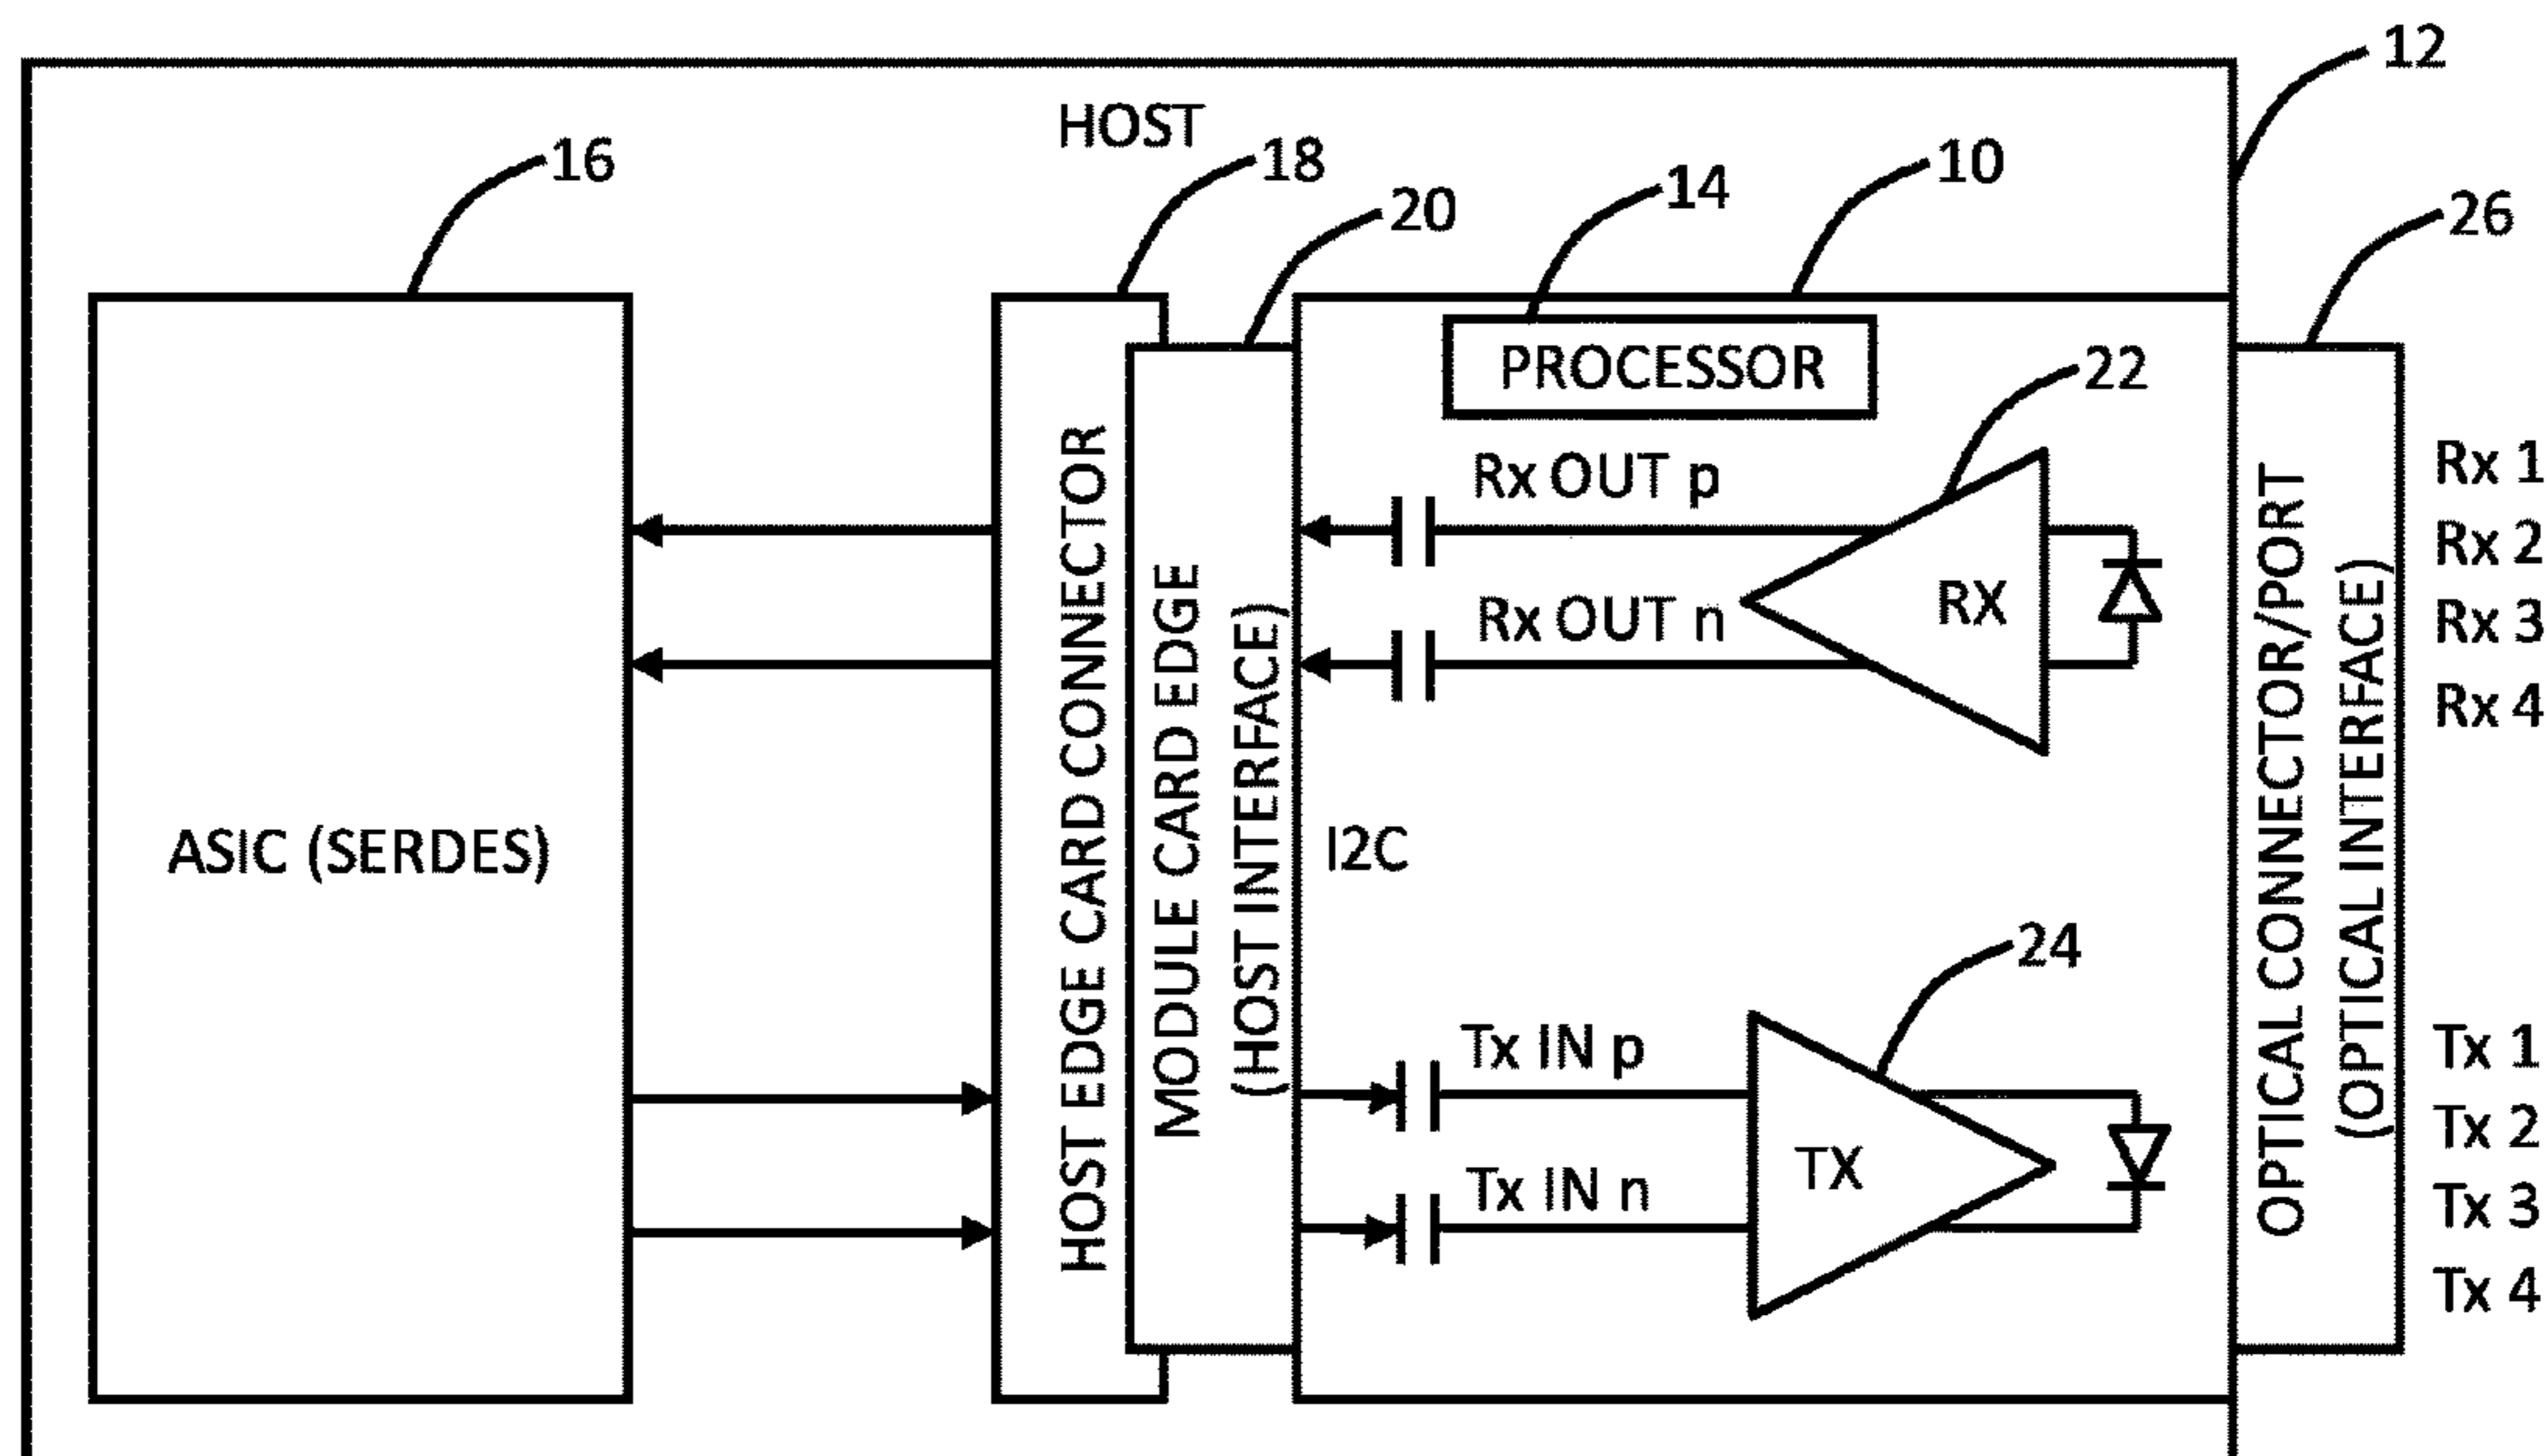 12
HOST
16
18
14
10
20
26
PROCESSOR
22
Rx OUT p
Rx 1
Rx 2
RX
Rx OUT n
Rx 3
Rx 4
HOST EDGE CARD CONNECTOR
MODULE CARD EDGE
(HOST INTERFACE)
OPTICAL CONNECTOR/PORT
(OPTICAL INTERFACE)
ASIC (SERDES)
I2C
24
Tx IN p
Tx 1
Tx 2
TX
Tx IN n
Tx 3
Tx 4